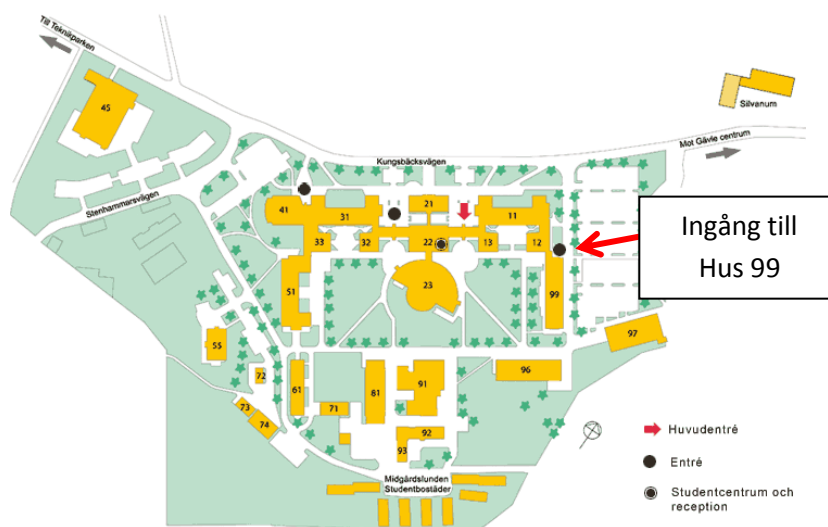 Till Teknikparken
45
Silvanum
Mot Gävle centrum
Kungsbäcksvägen
Stenhammarsvägen
41
31
21
11
33
32
22
13
12
Ingång till
Hus 99
51
23
99
97
55
72
61
71
81
91
96
73
74
92
93
Huvudentré
Entré
Studentcentrum och
reception
Midgårdslunden
Studentbostäder